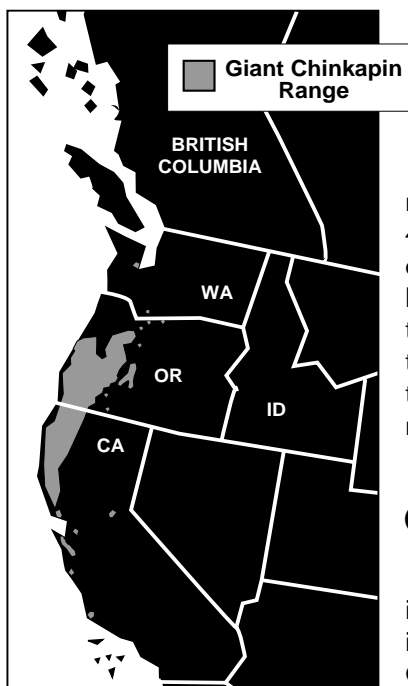 Giant Chinkapin
Range
BRITISH
COLUMBIA
WA
OR
ID
CA